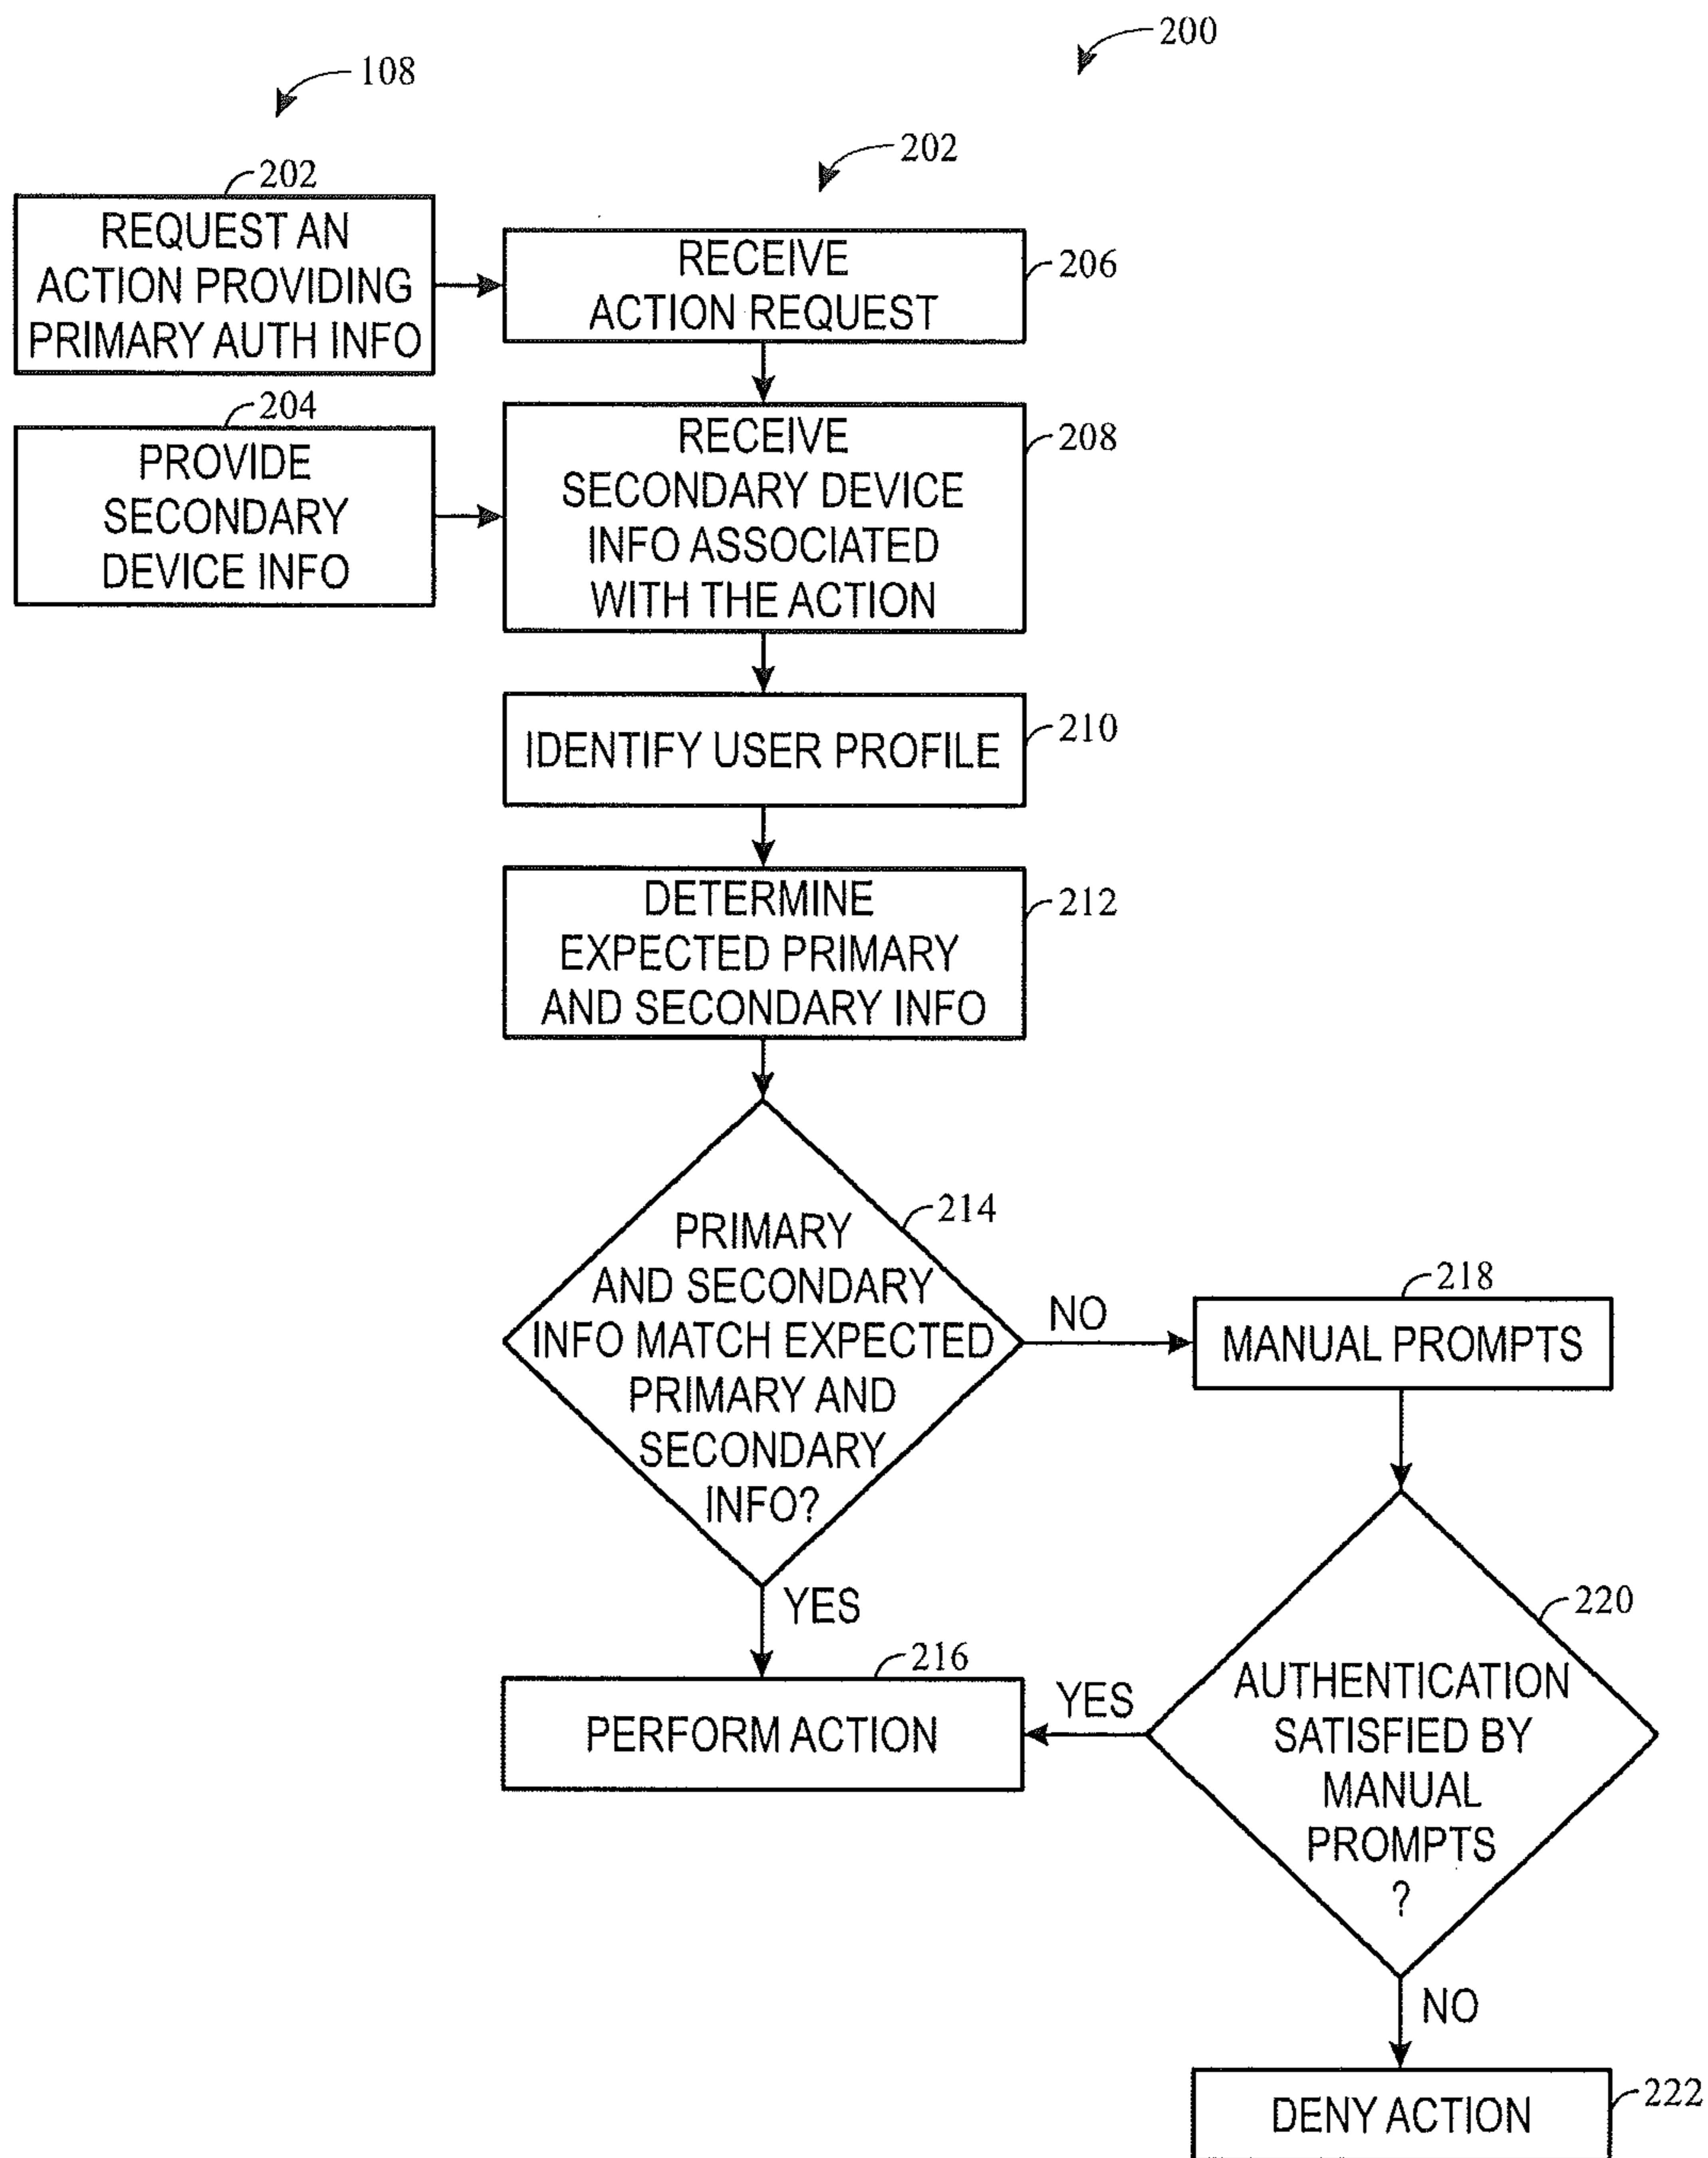 200
108
202
202
REQUEST AN
ACTION PROVIDING
PRIMARY AUTH INFO
RECEIVE
ACTION REQUEST
206
204
PROVIDE
SECONDARY
DEVICE INFO
RECEIVE
SECONDARY DEVICE
INFO ASSOCIATED
WITH THE ACTION
208
IDENTIFY USER PROFILE
210
DETERMINE
EXPECTED PRIMARY
AND SECONDARY INFO
212
PRIMARY
AND SECONDARY
INFO MATCH EXPECTED
PRIMARY AND
SECONDARY
INFO?
214
NO
218
MANUAL PROMPTS
YES
216
PERFORM ACTION
YES
220
AUTHENTICATION
SATISFIED BY
MANUAL
PROMPTS
?
NO
DENY ACTION
222